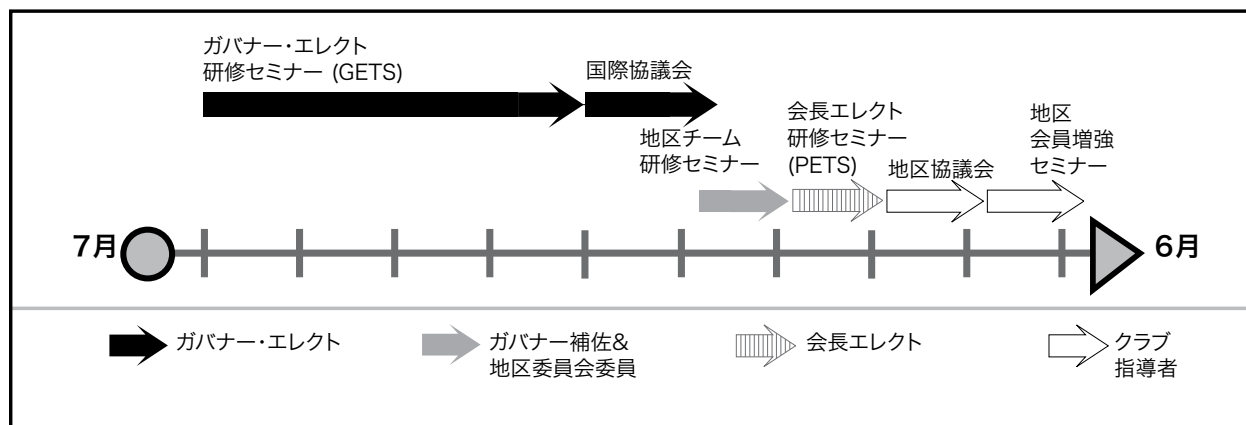 ガバナー・エレクト
研修セミナー (GETS)
国際協議会
地区チーム
研修セミナー
会長エレクト
研修セミナー
(PETS)
地区協議会
地区
会員増強
セミナー
7月
6月
ガバナー・エレクト
ガバナー補佐&
地区委員会委員
会長エレクト
クラブ
指導者